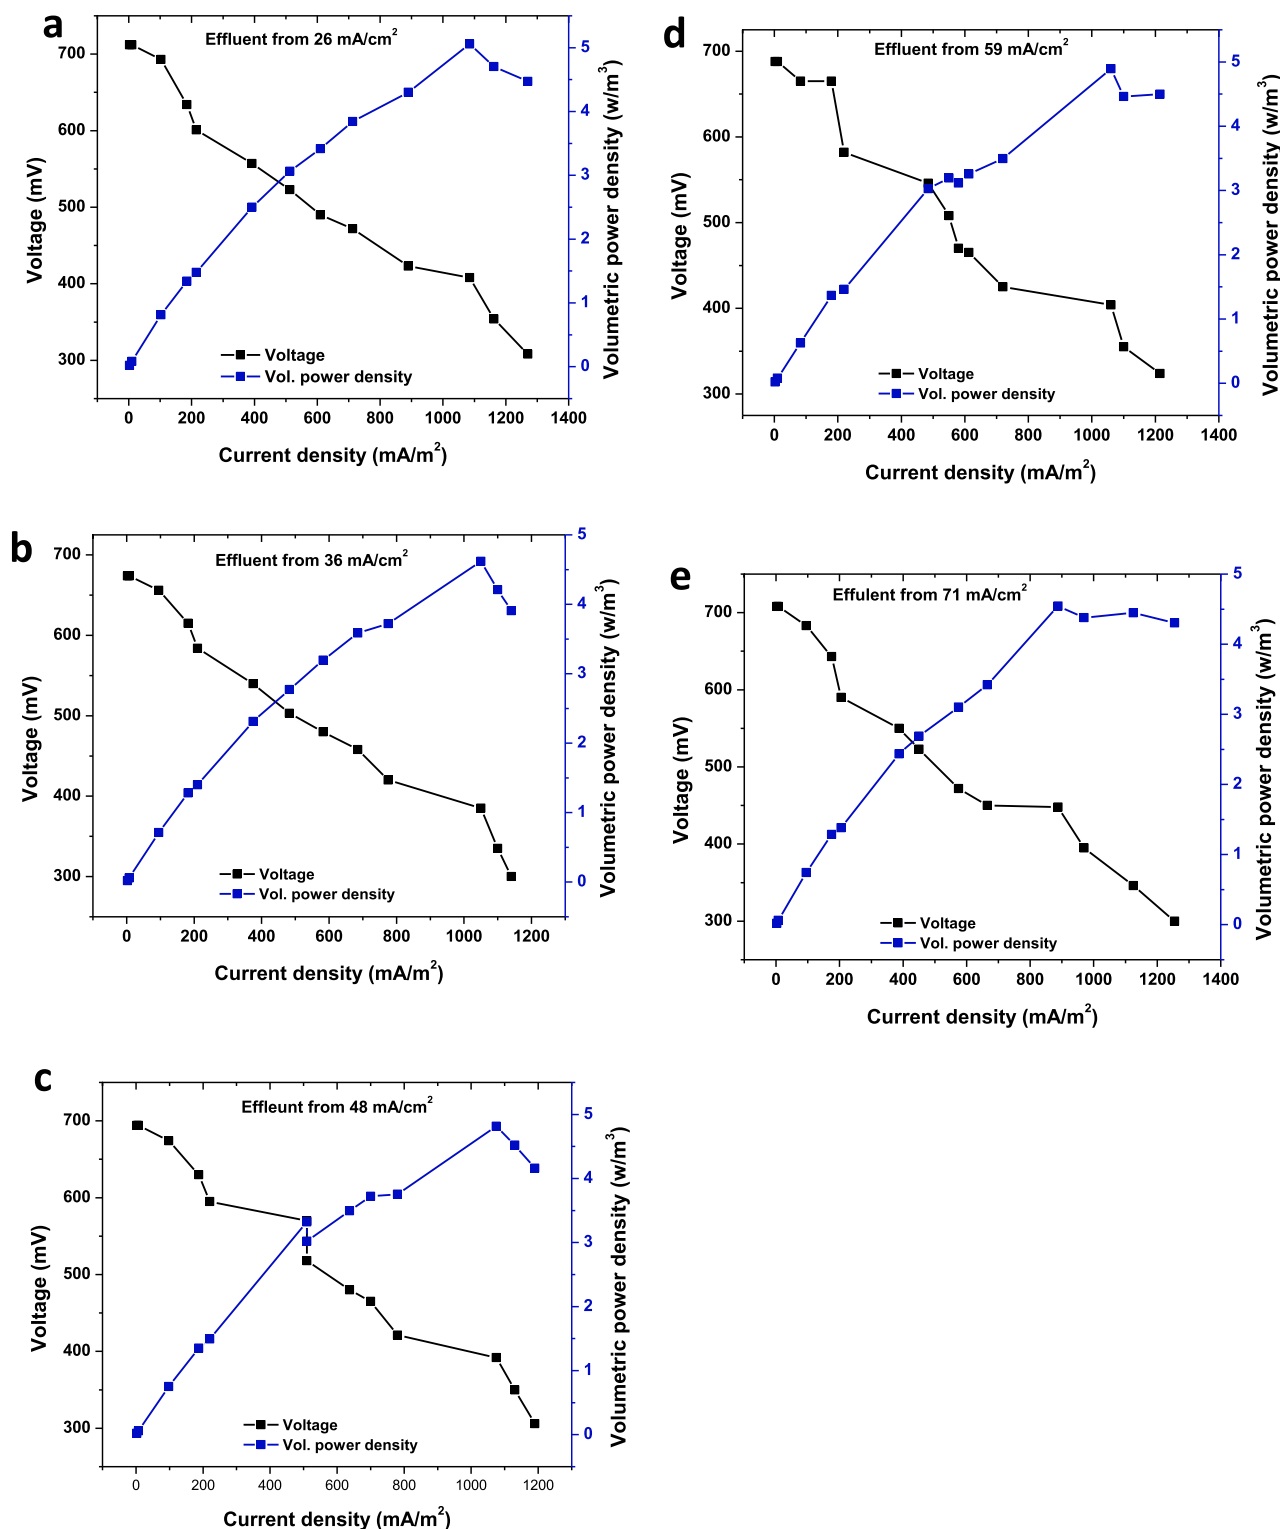 a
Effluent from 26 mA/cm²
Voltage (mV)
700
600
500
400
300
Volumetric power density (w/m³)
5
4
3
2
1
0
Voltage
Vol. power density
0 200 400 600 800 1000 1200 1400
Current density (mA/m²)
b
Effluent from 36 mA/cm²
Voltage (mV)
700
600
500
400
300
Volumetric power density (w/m³)
5
4
3
2
1
0
Voltage
Vol. power density
0 200 400 600 800 1000 1200
Current density (mA/m²)
c
Effleunt from 48 mA/cm²
Voltage (mV)
700
600
500
400
300
Volumetric power density (w/m³)
5
4
3
2
1
0
Voltage
Vol. power density
0 200 400 600 800 1000 1200
Current density (mA/m²)
d
Effluent from 59 mA/cm²
Voltage (mV)
700
600
500
400
300
Volumetric power density (w/m³)
5
4
3
2
1
0
Voltage
Vol. power density
0 200 400 600 800 1000 1200 1400
Current density (mA/m²)
e
Effulent from 71 mA/cm²
Voltage (mV)
700
600
500
400
300
Volumetric power density (w/m³)
5
4
3
2
1
0
Voltage
Vol. power density
0 200 400 600 800 1000 1200 1400
Current density (mA/m²)